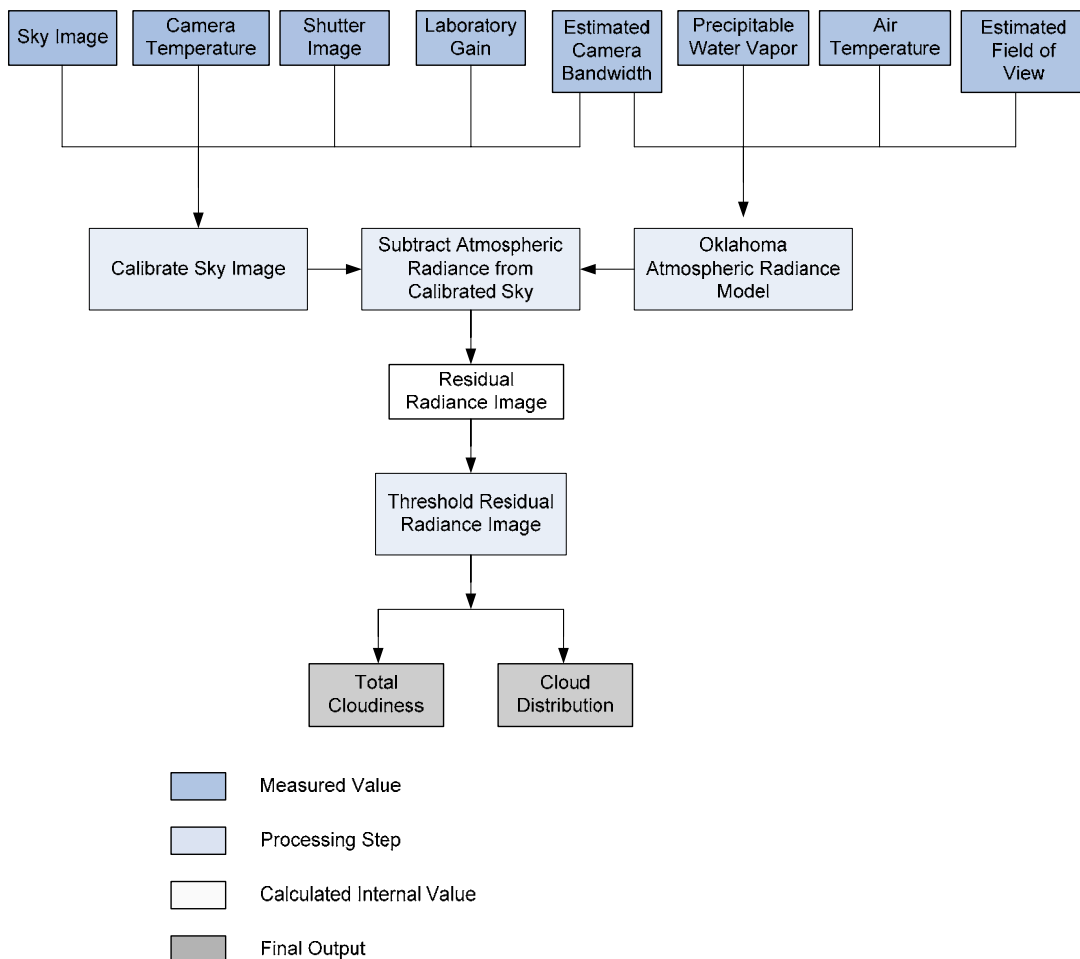 Sky Image
Camera
Temperature
Shutter
Image
Laboratory
Gain
Estimated
Camera
Bandwidth
Precipitable
Water Vapor
Air
Temperature
Estimated
Field of
View
Calibrate Sky Image
Subtract Atmospheric
Radiance from
Calibrated Sky
Oklahoma
Atmospheric Radiance
Model
Residual
Radiance Image
Threshold Residual
Radiance Image
Total
Cloudiness
Cloud
Distribution
Measured Value
Processing Step
Calculated Internal Value
Final Output